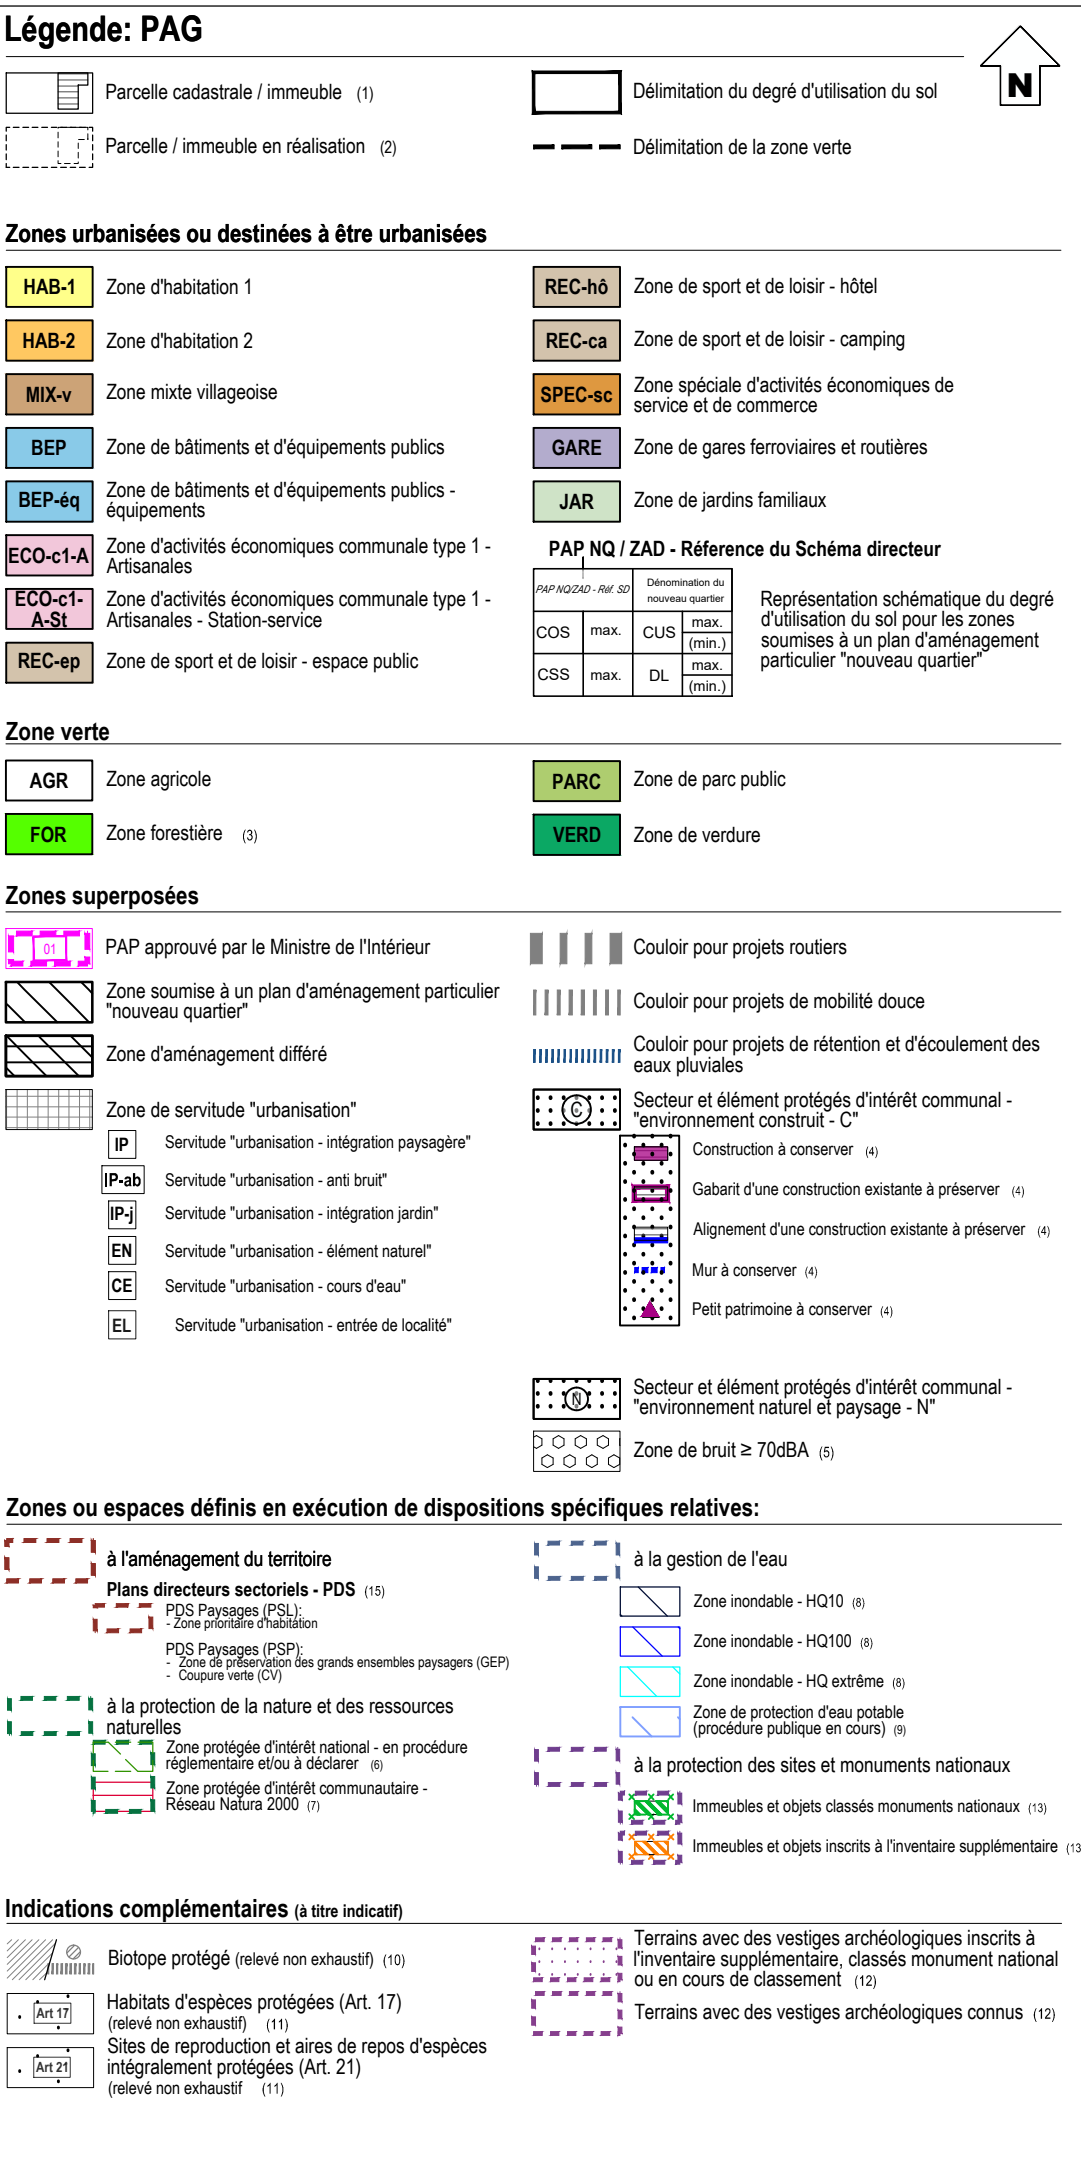 Légende: PAG
N
Parcelle cadastrale / immeuble (1)
Délimitation du degré d'utilisation du sol
Parcelle / immeuble en réalisation (2)
Délimitation de la zone verte
Zones urbanisées ou destinées à être urbanisées
HAB-1 Zone d'habitation 1
HAB-2 Zone d'habitation 2
MIX-v Zone mixte villageoise
BEP Zone de bâtiments et d'équipements publics
BEP-éq Zone de bâtiments et d'équipements publics -
équipements
ECO-c1-A Zone d'activités économiques communale type 1 -
Artisanales
ECO-c1-
A-St
Zone d'activités économiques communale type 1 -
Artisanales - Station-service
REC-ep Zone de sport et de loisir - espace public
REC-hô Zone de sport et de loisir - hôtel
REC-ca Zone de sport et de loisir - camping
SPEC-sc Zone spéciale d'activités économiques de
service et de commerce
GARE Zone de gares ferroviaires et routières
JAR Zone de jardins familiaux
PAP NQ / ZAD - Réference du Schéma directeur
PAP NQ/ZAD - Réf. SD
Dénomination du
nouveau quartier
COS max. CUS max.
(min.)
CSS max. DL max.
(min.)
Représentation schématique du degré
d'utilisation du sol pour les zones
soumises à un plan d'aménagement
particulier "nouveau quartier"
Zone verte
AGR Zone agricole
FOR Zone forestière (3)
PARC Zone de parc public
VERD Zone de verdure
Zones superposées
01 PAP approuvé par le Ministre de l'Intérieur
Zone soumise à un plan d'aménagement particulier
"nouveau quartier"
Zone d'aménagement différé
Zone de servitude "urbanisation"
IP Servitude "urbanisation - intégration paysagère"
IP-ab Servitude "urbanisation - anti bruit"
IP-j Servitude "urbanisation - intégration jardin"
EN Servitude "urbanisation - élément naturel"
CE Servitude "urbanisation - cours d'eau"
EL Servitude "urbanisation - entrée de localité"
Couloir pour projets routiers
Couloir pour projets de mobilité douce
Couloir pour projets de rétention et d'écoulement des
eaux pluviales
C Secteur et élément protégés d'intérêt communal -
"environnement construit - C"
Construction à conserver (4)
Gabarit d'une construction existante à préserver (4)
Alignement d'une construction existante à préserver (4)
Mur à conserver (4)
Petit patrimoine à conserver (4)
N Secteur et élément protégés d'intérêt communal -
"environnement naturel et paysage - N"
Zone de bruit ≥ 70dBA (5)
Zones ou espaces définis en exécution de dispositions spécifiques relatives:
à l'aménagement du territoire
Plans directeurs sectoriels - PDS (15)
PDS Paysages (PSL):
- Zone prioritaire d'habitation
PDS Paysages (PSP):
- Zone de préservation des grands ensembles paysagers (GEP)
- Coupure verte (CV)
à la protection de la nature et des ressources
naturelles
Zone protégée d'intérêt national - en procédure
réglementaire et/ou à déclarer (6)
Zone protégée d'intérêt communautaire -
Réseau Natura 2000 (7)
à la gestion de l'eau
Zone inondable - HQ10 (8)
Zone inondable - HQ100 (8)
Zone inondable - HQ extrême (8)
Zone de protection d'eau potable
(procédure publique en cours) (9)
à la protection des sites et monuments nationaux
Immeubles et objets classés monuments nationaux (13)
Immeubles et objets inscrits à l'inventaire supplémentaire (13
Indications complémentaires (à titre indicatif)
Biotope protégé (relevé non exhaustif) (10)
Art 17 Habitats d'espèces protégées (Art. 17)
(relevé non exhaustif) (11)
Art 21 Sites de reproduction et aires de repos d'espèces
intégralement protégées (Art. 21)
(relevé non exhaustif (11)
Terrains avec des vestiges archéologiques inscrits à
l'inventaire supplémentaire, classés monument national
ou en cours de classement (12)
Terrains avec des vestiges archéologiques connus (12)